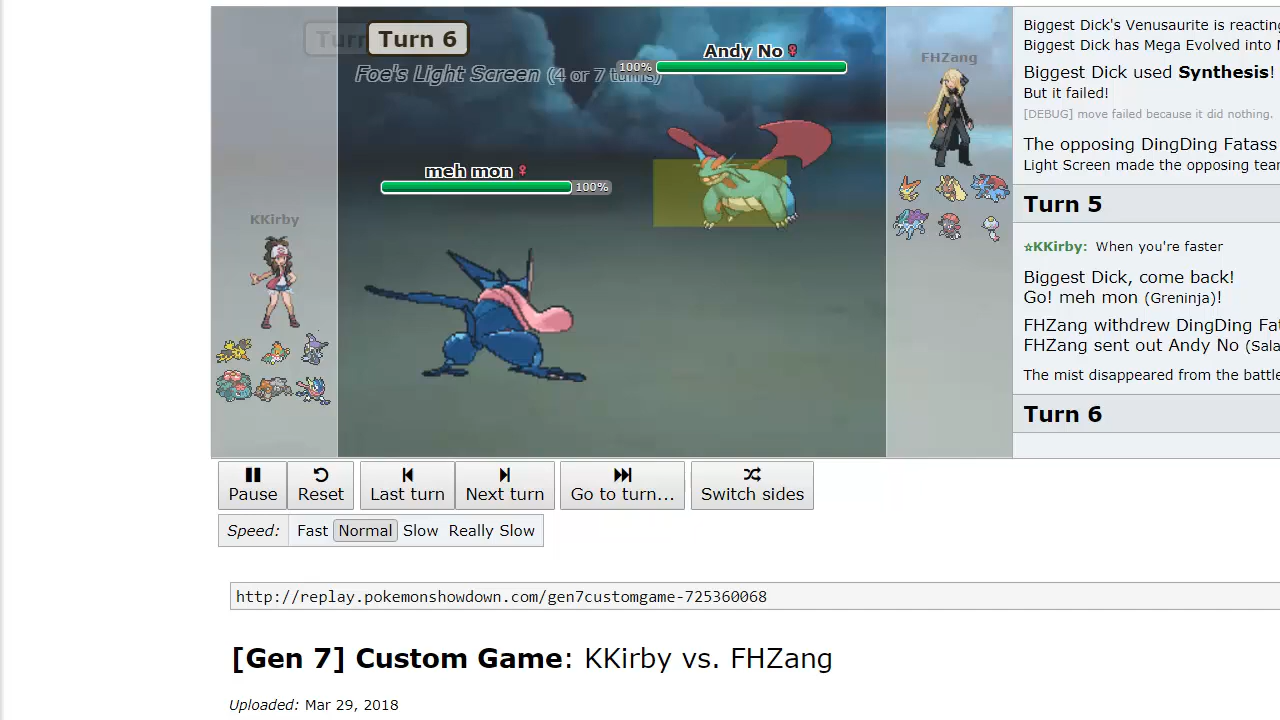 Turn 6
Andy No ♀
100%
Foe's Light Screen (4 or 7 turns)
meh mon ♀
100%
KKirby
FHZang
Biggest Dick's Venusaurite is reacting
Biggest Dick has Mega Evolved into
Biggest Dick used Synthesis!
But it failed!
[DEBUG] move failed because it did nothing.
The opposing DingDing Fatass
Light Screen made the opposing tea
Turn 5
☆KKirby: When you're faster
Biggest Dick, come back!
Go! meh mon (Greninja)!
FHZang withdrew DingDing Fat
FHZang sent out Andy No (Sala
The mist disappeared from the battle
Turn 6
Pause
Reset
Last turn
Next turn
Go to turn...
Switch sides
Speed: Fast Normal Slow Really Slow
http://replay.pokemonshowdown.com/gen7customgame-725360068
[Gen 7] Custom Game: KKirby vs. FHZang
Uploaded: Mar 29, 2018